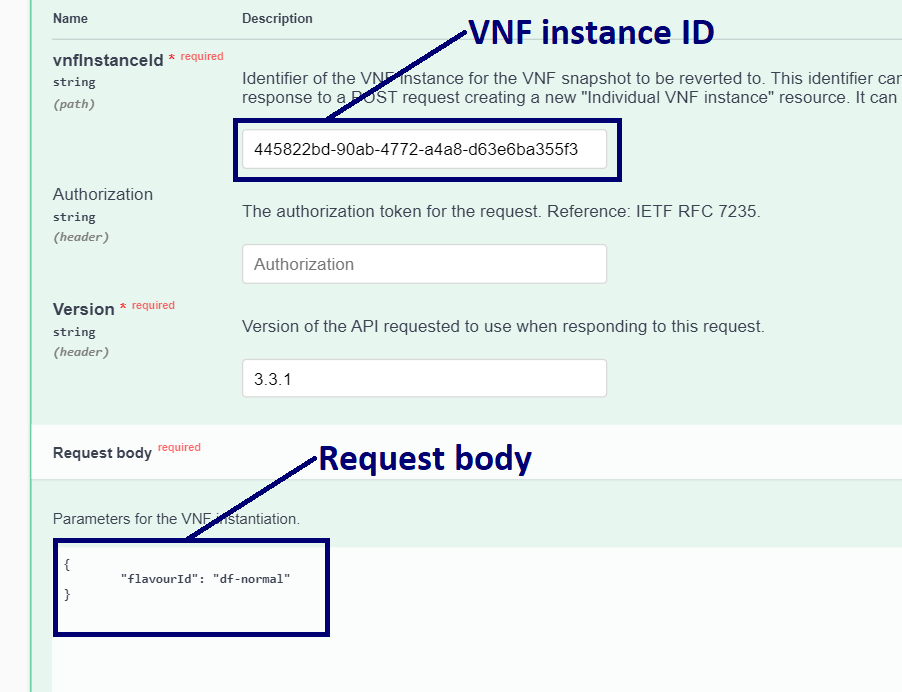 Name Description
VNF instance ID
vnfInstanceId * required
string
(path)
Identifier of the VNF instance for the VNF snapshot to be reverted to. This identifier can
response to a POST request creating a new "Individual VNF instance" resource. It can
445822bd-90ab-4772-a4a8-d63e6ba355f3
Authorization
string
(header)
The authorization token for the request. Reference: IETF RFC 7235.
Authorization
Version * required
string
(header)
Version of the API requested to use when responding to this request.
3.3.1
Request body required
Request body
Parameters for the VNF instantiation.
{
"flavourId": "df-normal"
}